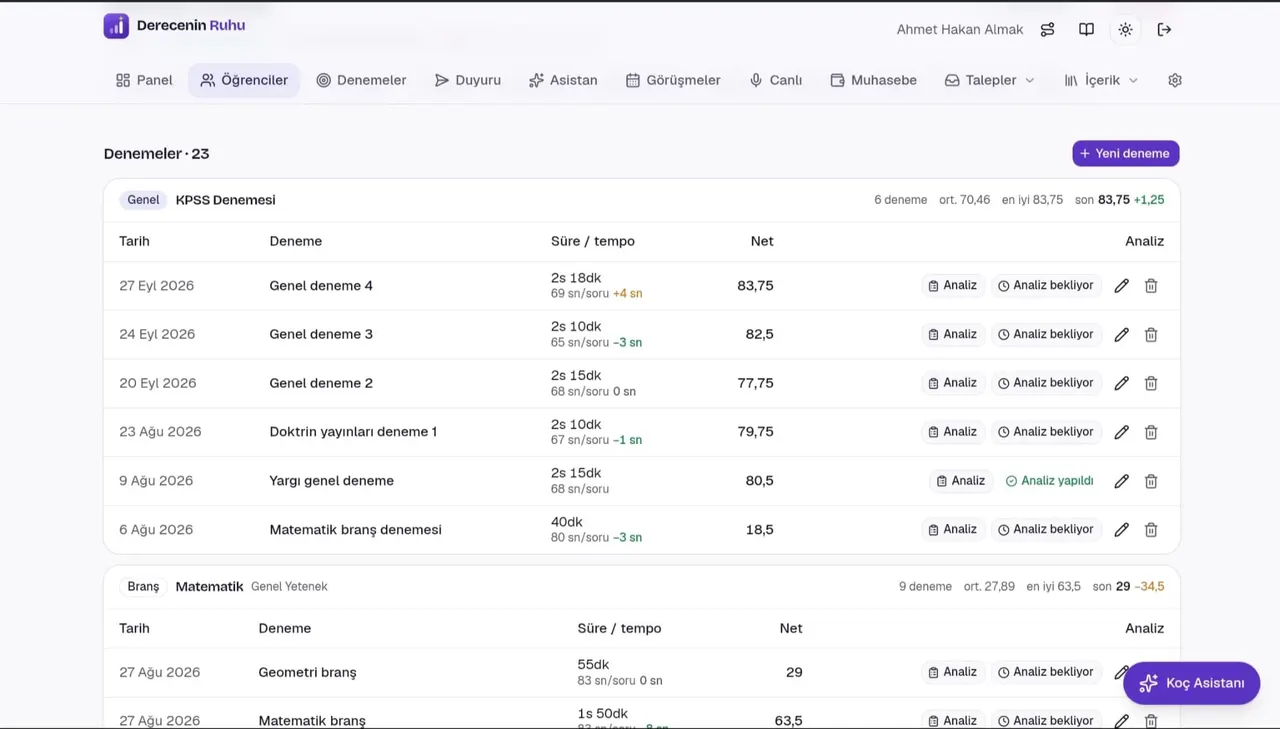 Derecenin Ruhu
Ahmet Hakan Almak
Panel Öğrenciler Denemeler Duyuru Asistan Görüşmeler Canlı Muhasebe Talepler İçerik
Denemeler · 23
+ Yeni deneme
Genel KPSS Denemesi 6 deneme ort. 70,46 en iyi 83,75 son 83,75 +1,25
Tarih Deneme Süre / tempo Net Analiz
27 Eyl 2026 Genel deneme 4 2s 18dk 83,75 Analiz Analiz bekliyor
69 sn/soru +4 sn
24 Eyl 2026 Genel deneme 3 2s 10dk 82,5 Analiz Analiz bekliyor
65 sn/soru −3 sn
20 Eyl 2026 Genel deneme 2 2s 15dk 77,75 Analiz Analiz bekliyor
68 sn/soru 0 sn
23 Ağu 2026 Doktrin yayınları deneme 1 2s 10dk 79,75 Analiz Analiz bekliyor
67 sn/soru −1 sn
9 Ağu 2026 Yargı genel deneme 2s 15dk 80,5 Analiz Analiz yapıldı
68 sn/soru
6 Ağu 2026 Matematik branş denemesi 40dk 18,5 Analiz Analiz bekliyor
80 sn/soru −3 sn
Branş Matematik Genel Yetenek 9 deneme ort. 27,89 en iyi 63,5 son 29 −34,5
Tarih Deneme Süre / tempo Net Analiz
27 Ağu 2026 Geometri branş 55dk 29 Analiz Analiz bekliyor
83 sn/soru 0 sn
Koç Asistanı
27 Ağu 2026 Matematik branş 1s 50dk 63,5 Analiz Analiz bekliyor